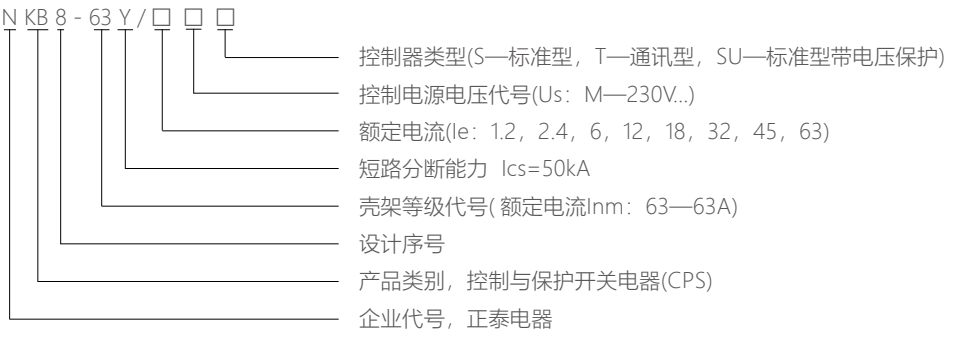 N KB 8 - 63 Y / □ □ □
控制器类型(S—标准型，T—通讯型，SU—标准型带电压保护)
控制电源电压代号(Us：M—230V...)
额定电流(Ie：1.2，2.4，6，12，18，32，45，63)
短路分断能力 Ics=50kA
壳架等级代号( 额定电流Inm：63—63A)
设计序号
产品类别，控制与保护开关电器(CPS)
企业代号，正泰电器